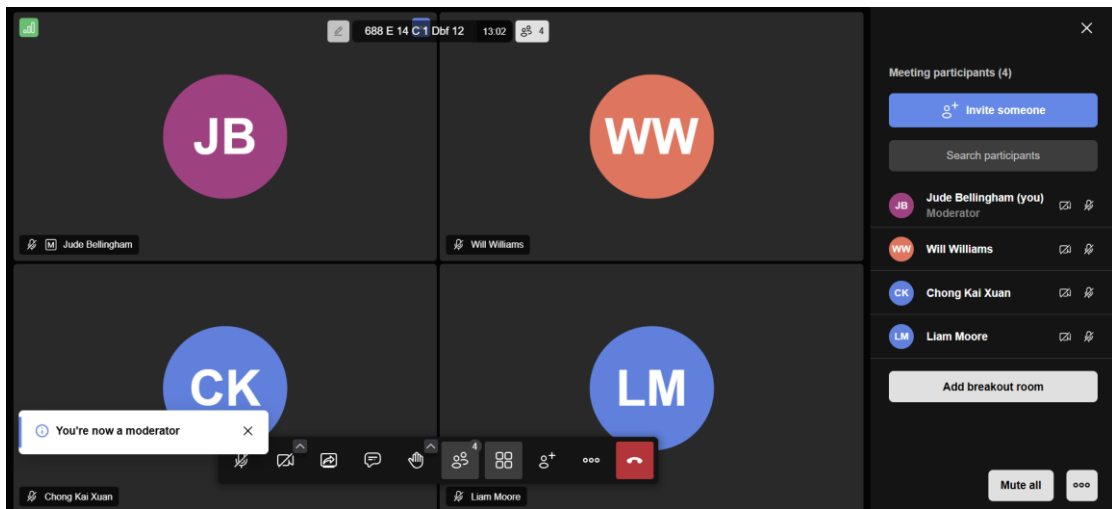 688 E 14 C 1 Dbf 12 13:02 4
JB
WW
M Jude Bellingham
Will Williams
CK
LM
You're now a moderator
4
Chong Kai Xuan
Liam Moore
Meeting participants (4)
Invite someone
Search participants
JB Jude Bellingham (you)
Moderator
WW Will Williams
CK Chong Kai Xuan
LM Liam Moore
Add breakout room
Mute all